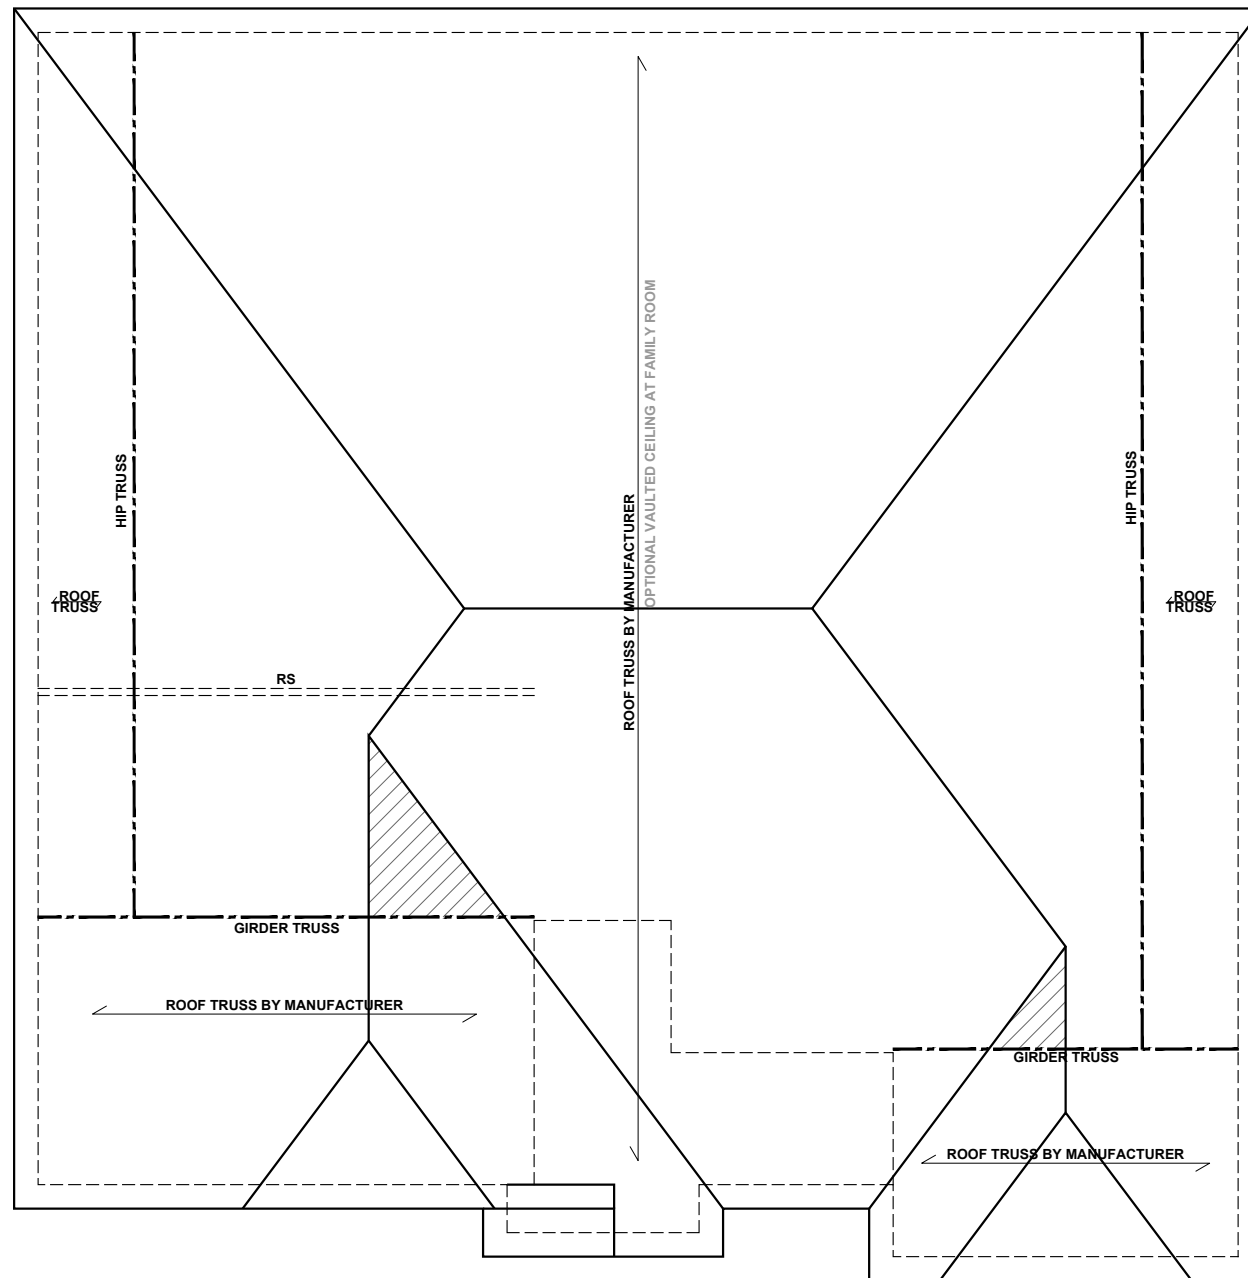 OPTIONAL VAULTED CEILING AT FAMILY ROOM
HIP TRUSS
HIP TRUSS
ROOF TRUSS BY MANUFACTURER
ROOF
TRUSS
ROOF
TRUSS
RS
GIRDER TRUSS
ROOF TRUSS BY MANUFACTURER
GIRDER TRUSS
ROOF TRUSS BY MANUFACTURER